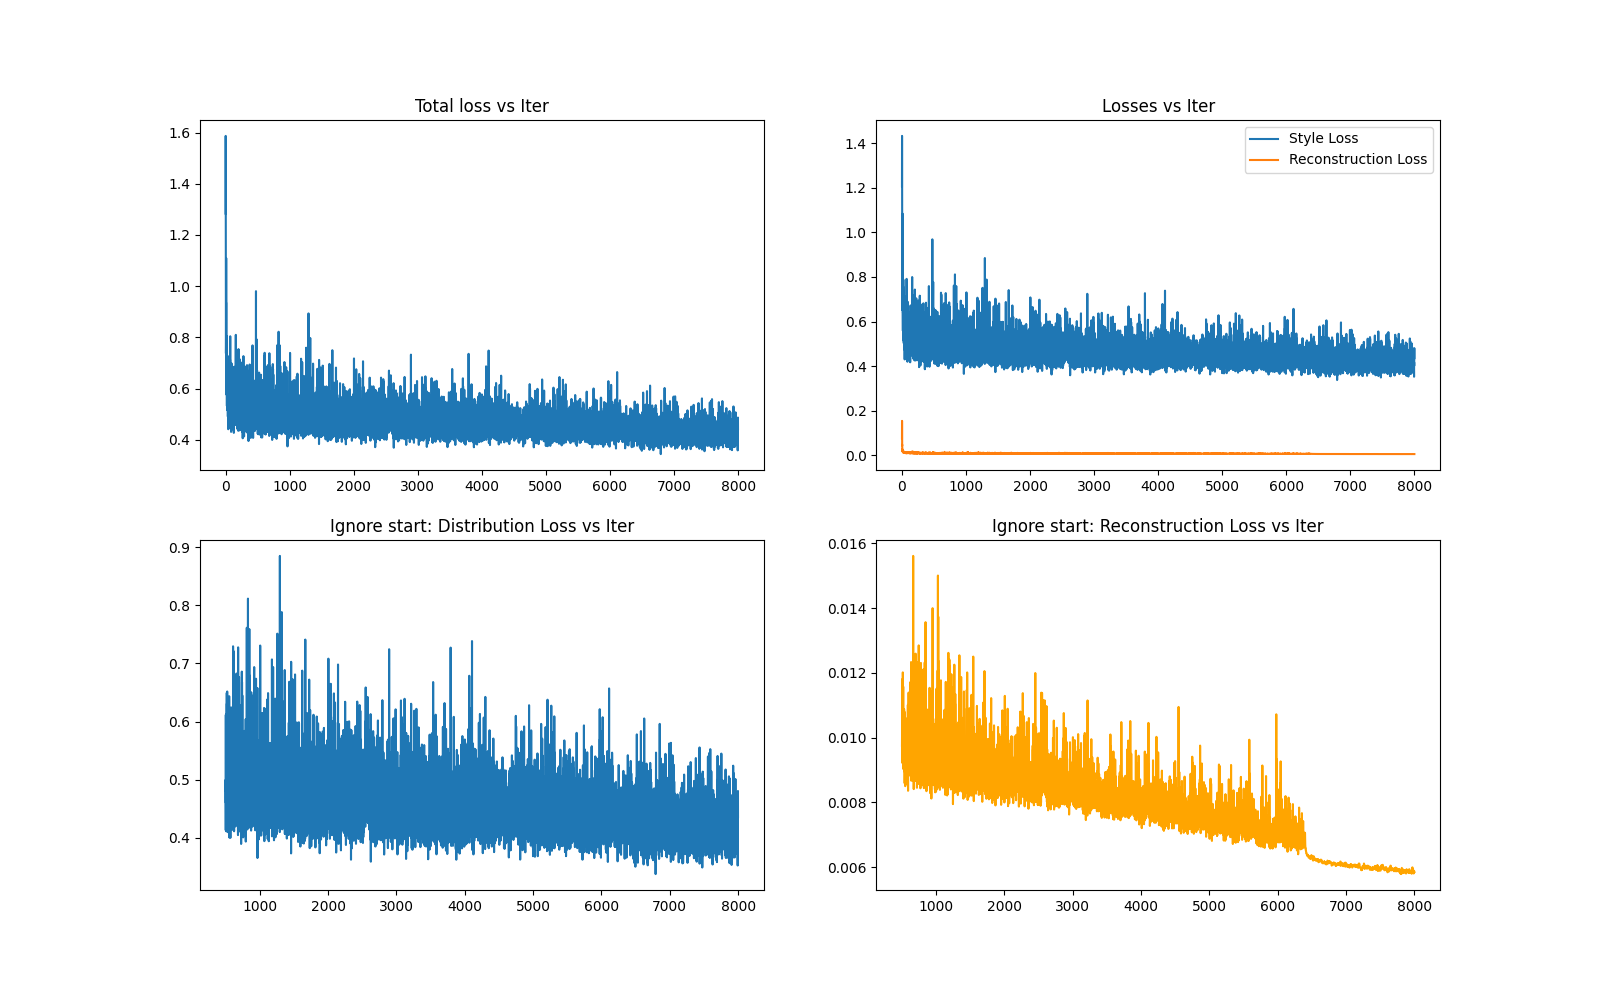 Total loss vs Iter
1.6
1.4
1.2
1.0
0.8
0.6
0.4
0 1000 2000 3000 4000 5000 6000 7000 8000
Losses vs Iter
Style Loss
Reconstruction Loss
1.4
1.2
1.0
0.8
0.6
0.4
0.2
0.0
0 1000 2000 3000 4000 5000 6000 7000 8000
Ignore start: Distribution Loss vs Iter
0.9
0.8
0.7
0.6
0.5
0.4
1000 2000 3000 4000 5000 6000 7000 8000
Ignore start: Reconstruction Loss vs Iter
0.016
0.014
0.012
0.010
0.008
0.006
1000 2000 3000 4000 5000 6000 7000 8000